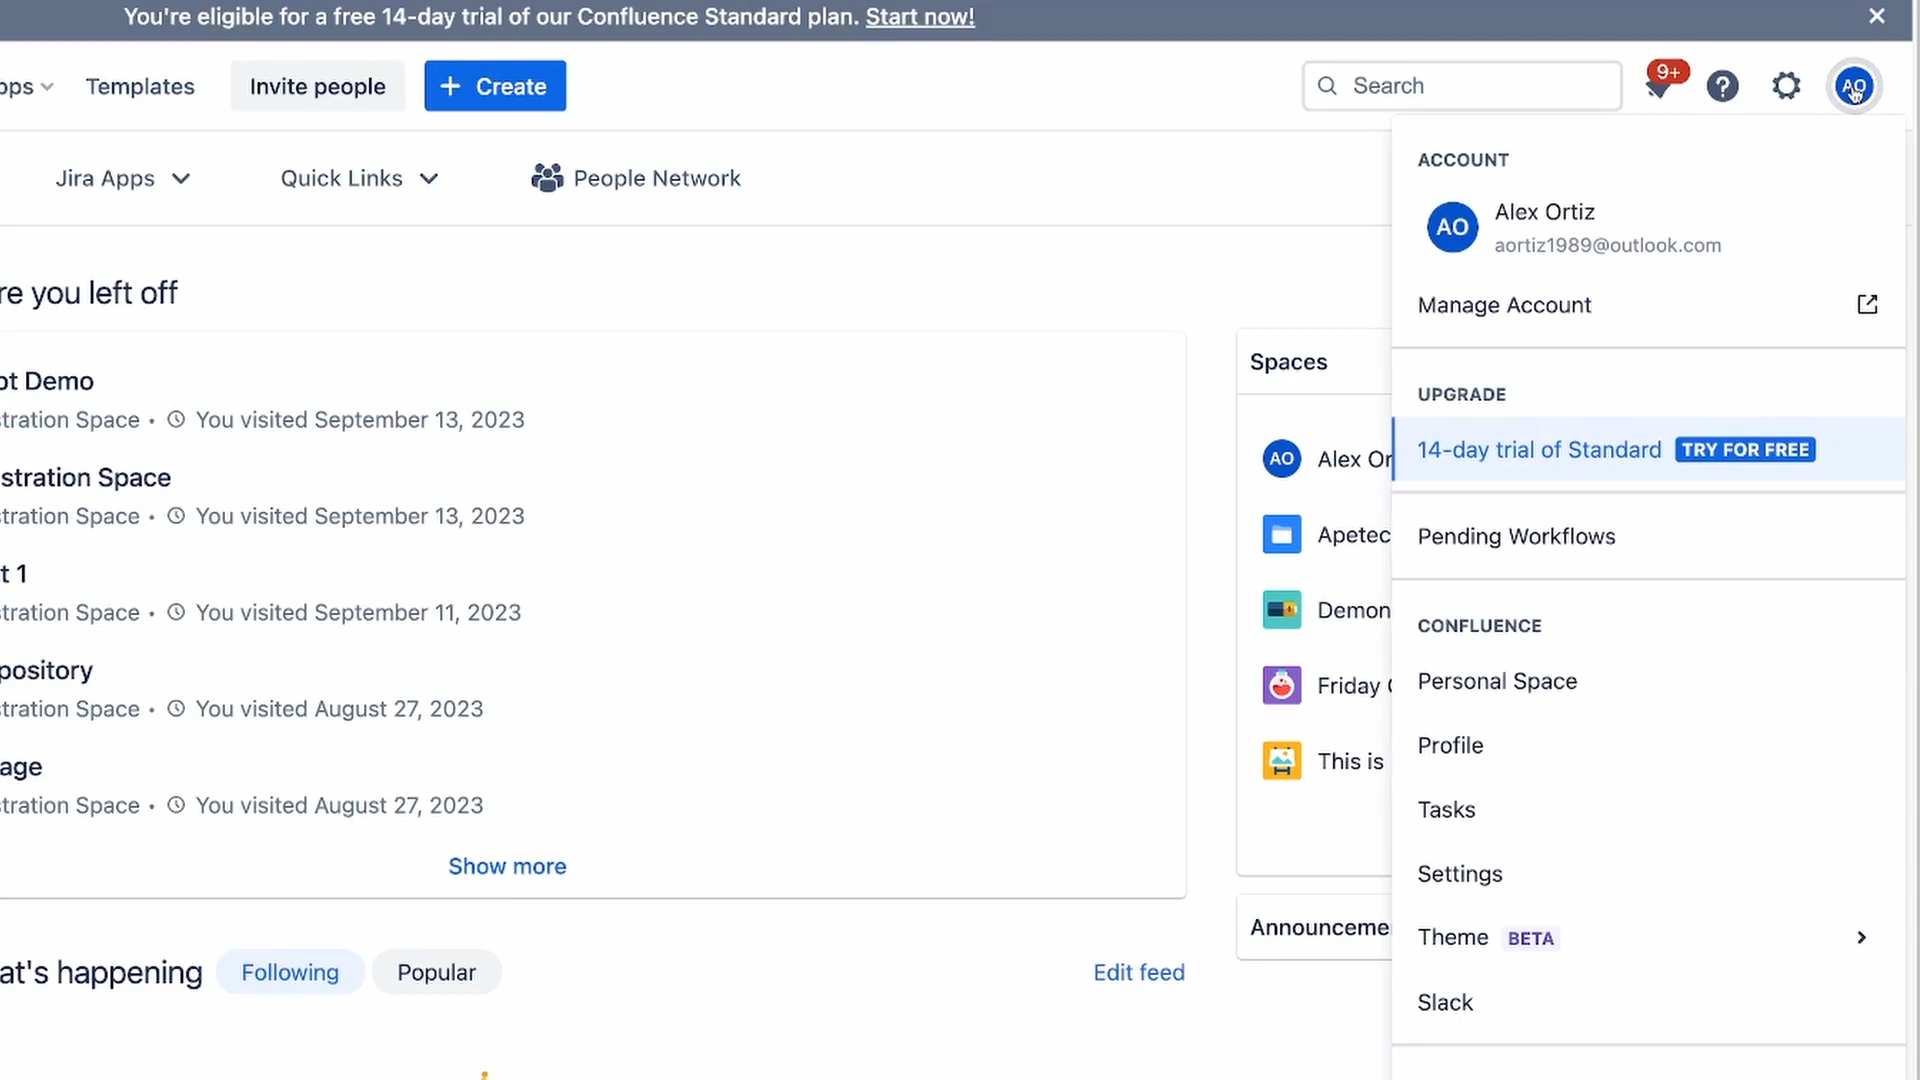 You're eligible for a free 14-day trial of our Confluence Standard plan. Start now!
pps
Templates
Invite people
+ Create
Search
9+
?
AO
Jira Apps
Quick Links
People Network
re you left off
ot Demo
stration Space • You visited September 13, 2023
stration Space
tration Space • You visited September 13, 2023
t 1
tration Space • You visited September 11, 2023
pository
tration Space • You visited August 27, 2023
age
tration Space • You visited August 27, 2023
Show more
at's happening
Following
Popular
Edit feed
Spaces
AO Alex Or
Apetec
Demon
Friday
This is
Announceme
ACCOUNT
AO
Alex Ortiz
aortiz1989@outlook.com
Manage Account
UPGRADE
14-day trial of Standard TRY FOR FREE
Pending Workflows
CONFLUENCE
Personal Space
Profile
Tasks
Settings
Theme BETA
Slack